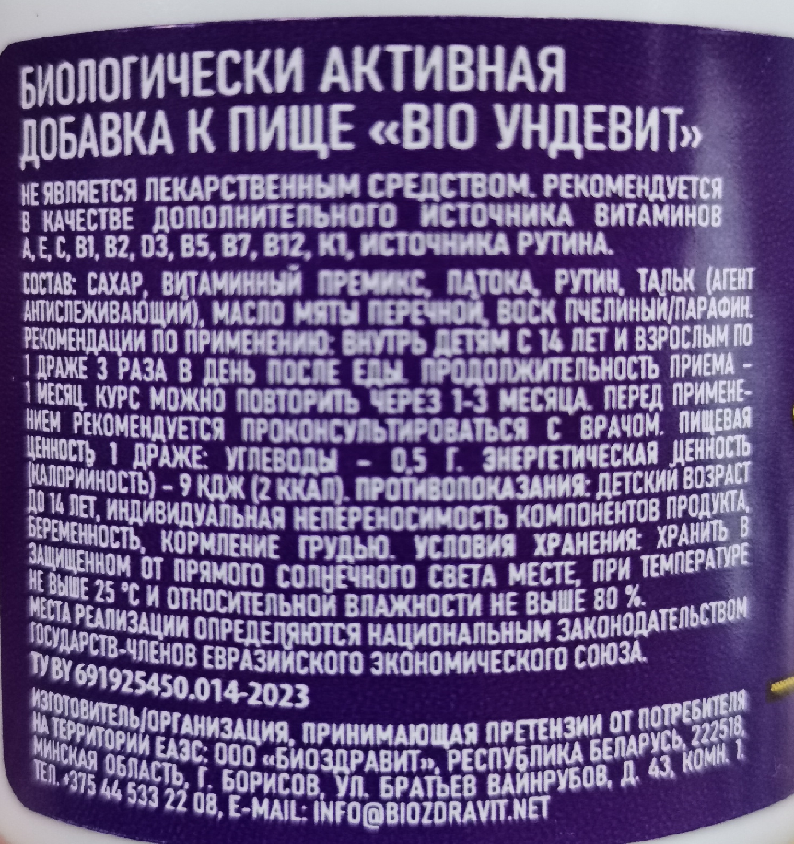 БИОЛОГИЧЕСКИ АКТИВНАЯ
ДОБАВКА К ПИЩЕ «BIO УНДЕВИТ»
НЕ ЯВЛЯЕТСЯ ЛЕКАРСТВЕННЫМ СРЕДСТВОМ. РЕКОМЕНДУЕТСЯ
В КАЧЕСТВЕ ДОПОЛНИТЕЛЬНОГО ИСТОЧНИКА ВИТАМИНОВ
A, E, C, B1, B2, D3, B5, B7, B12, K1, ИСТОЧНИКА РУТИНА.
СОСТАВ: САХАР, ВИТАМИННЫЙ ПРЕМИКС, ПАТОКА, РУТИН, ТАЛЬК (АГЕНТ
АНТИСЛЕЖИВАЮЩИЙ), МАСЛО МЯТЫ ПЕРЕЧНОЙ, ВОСК ПЧЕЛИНЫЙ/ПАРАФИН.
РЕКОМЕНДАЦИИ ПО ПРИМЕНЕНИЮ: ВНУТРЬ ДЕТЯМ С 14 ЛЕТ И ВЗРОСЛЫМ ПО
1 ДРАЖЕ 3 РАЗА В ДЕНЬ ПОСЛЕ ЕДЫ. ПРОДОЛЖИТЕЛЬНОСТЬ ПРИЕМА –
1 МЕСЯЦ. КУРС МОЖНО ПОВТОРИТЬ ЧЕРЕЗ 1-3 МЕСЯЦА. ПЕРЕД ПРИМЕНЕ-
НИЕМ РЕКОМЕНДУЕТСЯ ПРОКОНСУЛЬТИРОВАТЬСЯ С ВРАЧОМ. ПИЩЕВАЯ
ЦЕННОСТЬ 1 ДРАЖЕ: УГЛЕВОДЫ – 0,5 Г. ЭНЕРГЕТИЧЕСКАЯ ЦЕННОСТЬ
(КАЛОРИЙНОСТЬ) – 9 КДЖ (2 ККАЛ). ПРОТИВОПОКАЗАНИЯ: ДЕТСКИЙ ВОЗРАСТ
ДО 14 ЛЕТ, ИНДИВИДУАЛЬНАЯ НЕПЕРЕНОСИМОСТЬ КОМПОНЕНТОВ ПРОДУКТА,
БЕРЕМЕННОСТЬ, КОРМЛЕНИЕ ГРУДЬЮ. УСЛОВИЯ ХРАНЕНИЯ: ХРАНИТЬ В
ЗАЩИЩЕННОМ ОТ ПРЯМОГО СОЛНЕЧНОГО СВЕТА МЕСТЕ, ПРИ ТЕМПЕРАТУРЕ
НЕ ВЫШЕ 25 °C И ОТНОСИТЕЛЬНОЙ ВЛАЖНОСТИ НЕ ВЫШЕ 80 %.
МЕСТА РЕАЛИЗАЦИИ ОПРЕДЕЛЯЮТСЯ НАЦИОНАЛЬНЫМ ЗАКОНОДАТЕЛЬСТВОМ
ГОСУДАРСТВ-ЧЛЕНОВ ЕВРАЗИЙСКОГО ЭКОНОМИЧЕСКОГО СОЮЗА.
ТУ BY 691925450.014-2023
ИЗГОТОВИТЕЛЬ/ОРГАНИЗАЦИЯ, ПРИНИМАЮЩАЯ ПРЕТЕНЗИИ ОТ ПОТРЕБИТЕЛЯ
НА ТЕРРИТОРИИ ЕАЭС: ООО «БИОЗДРАВИТ», РЕСПУБЛИКА БЕЛАРУСЬ, 222518,
МИНСКАЯ ОБЛАСТЬ, Г. БОРИСОВ, УЛ. БРАТЬЕВ ВАЙНРУБОВ, Д. 43, КОМН. 1
ТЕЛ. +375 44 533 22 08, E-MAIL: INFO@BIOZDRAVIT.NET